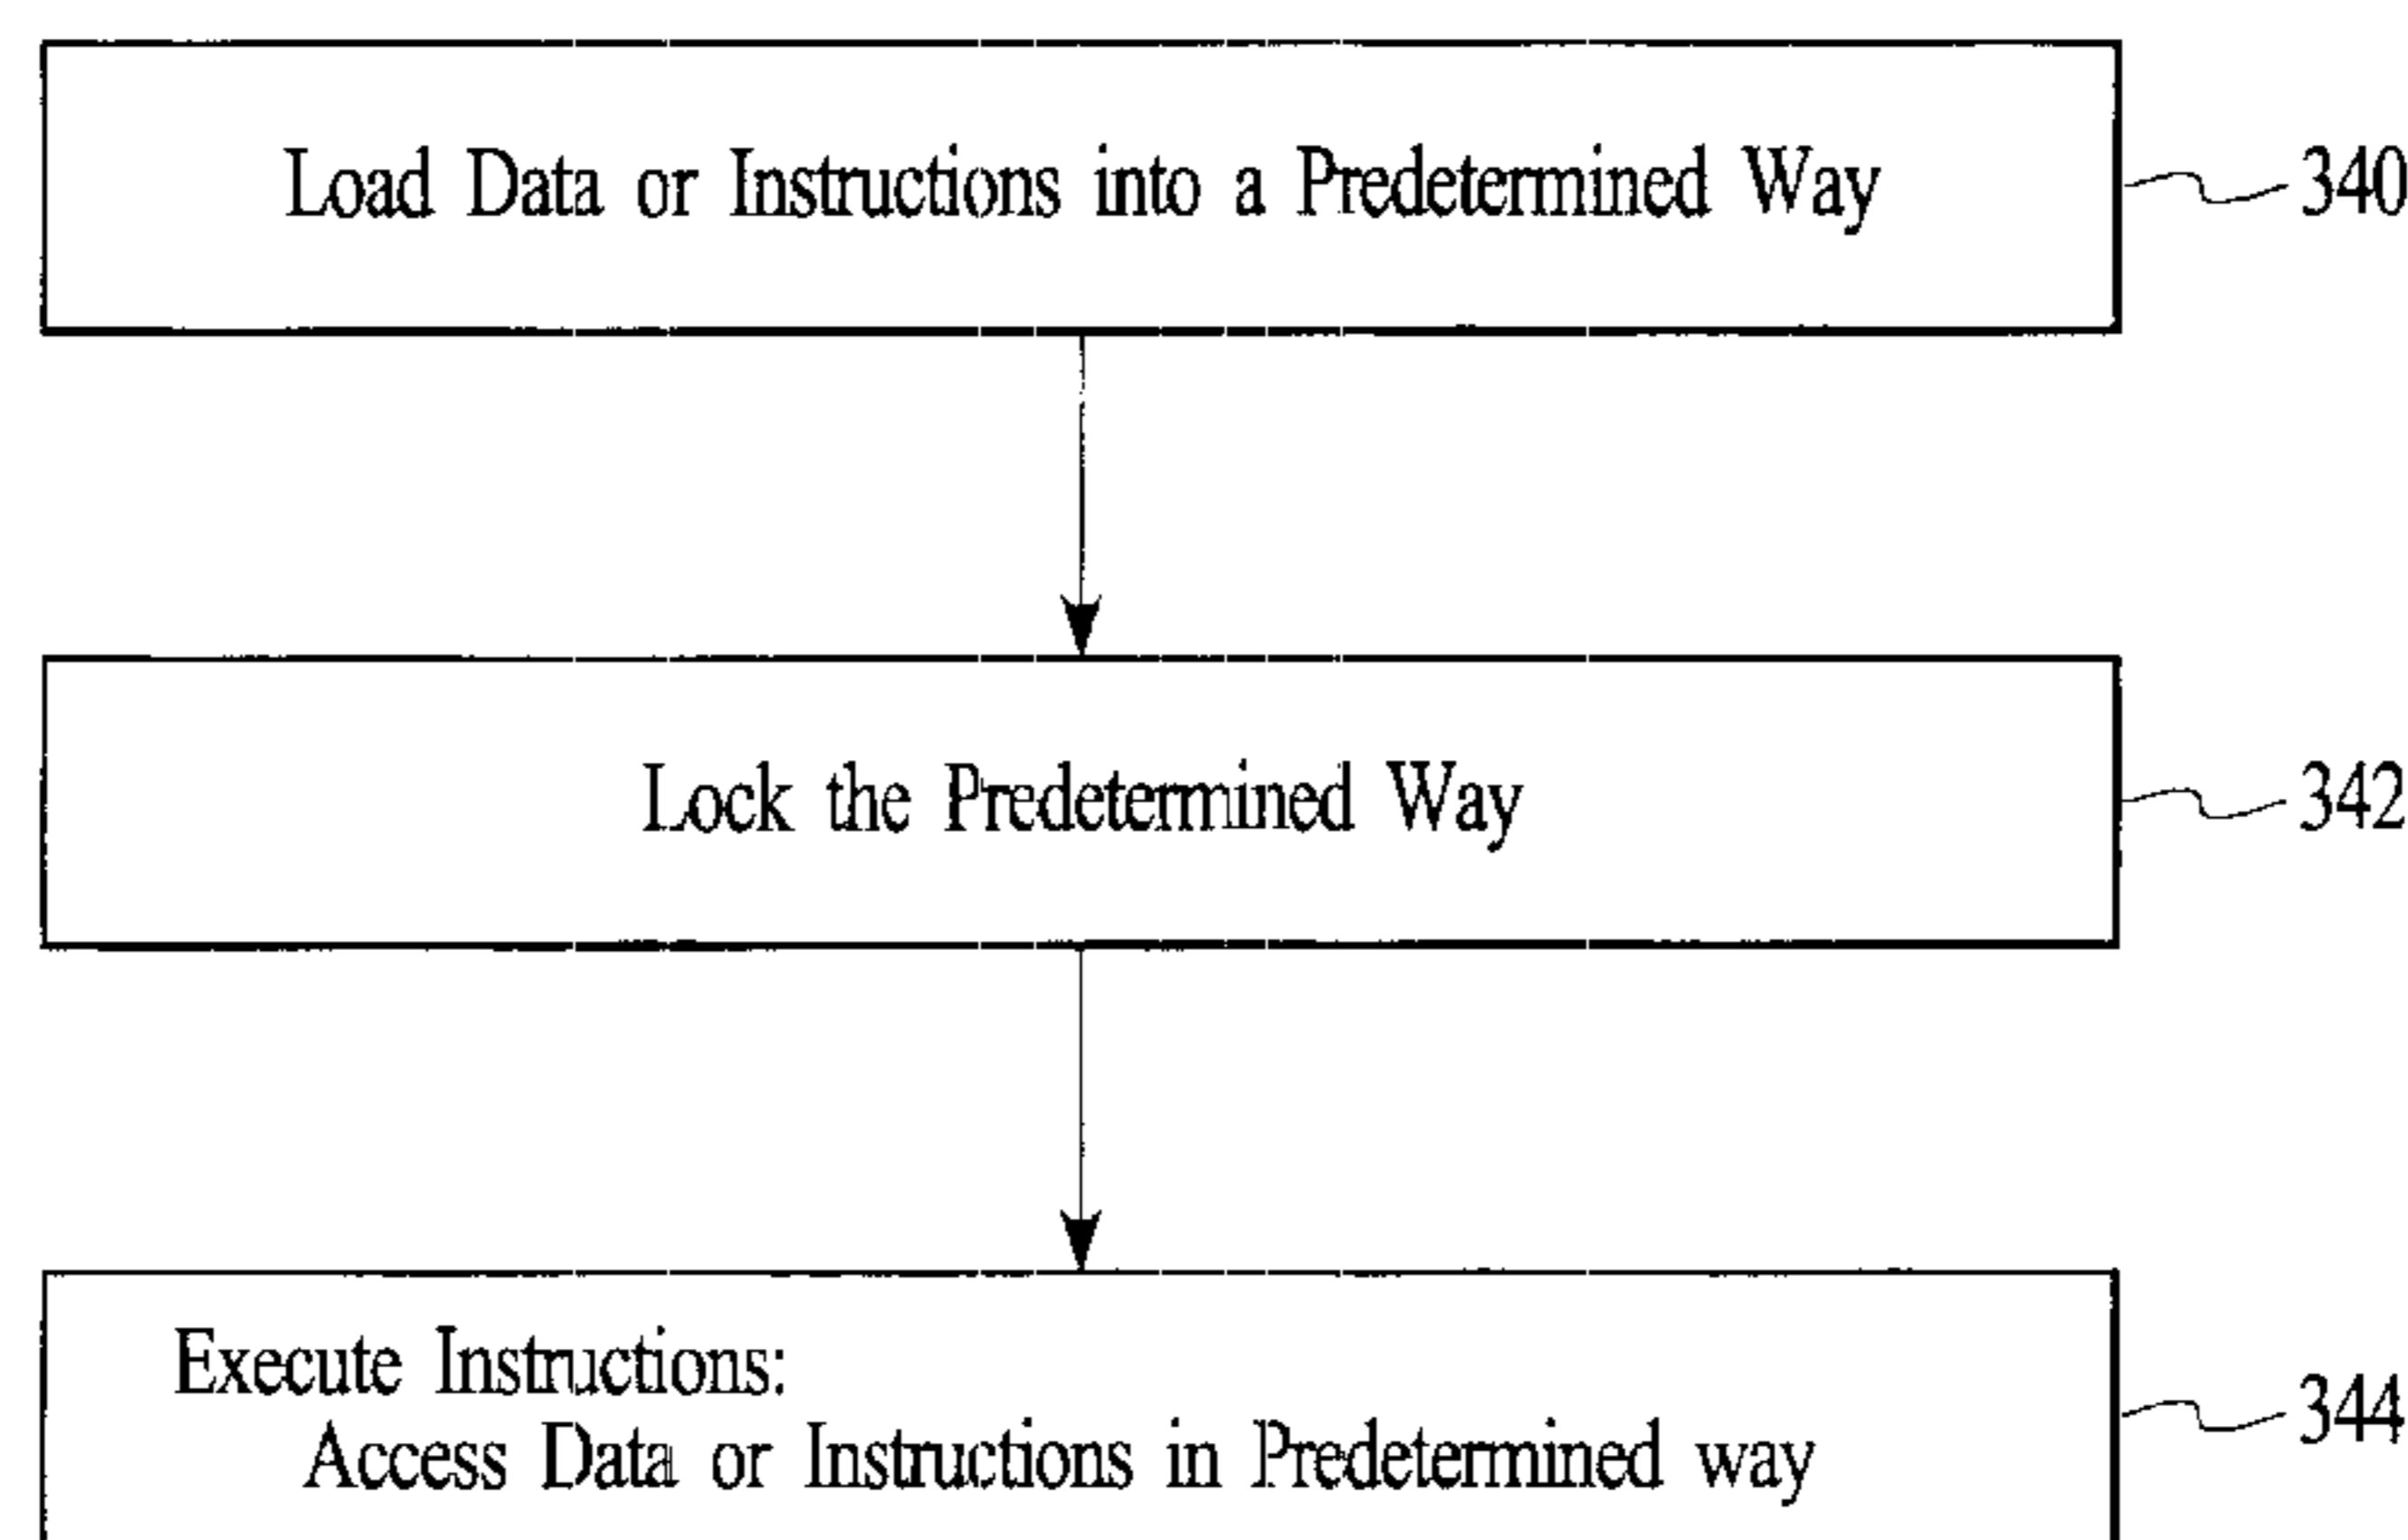 Load Data or Instructions into a Predetermined Way
340
Lock the Predetermined Way
342
Execute Instructions:
344
Access Data or Instructions in Predetermined way